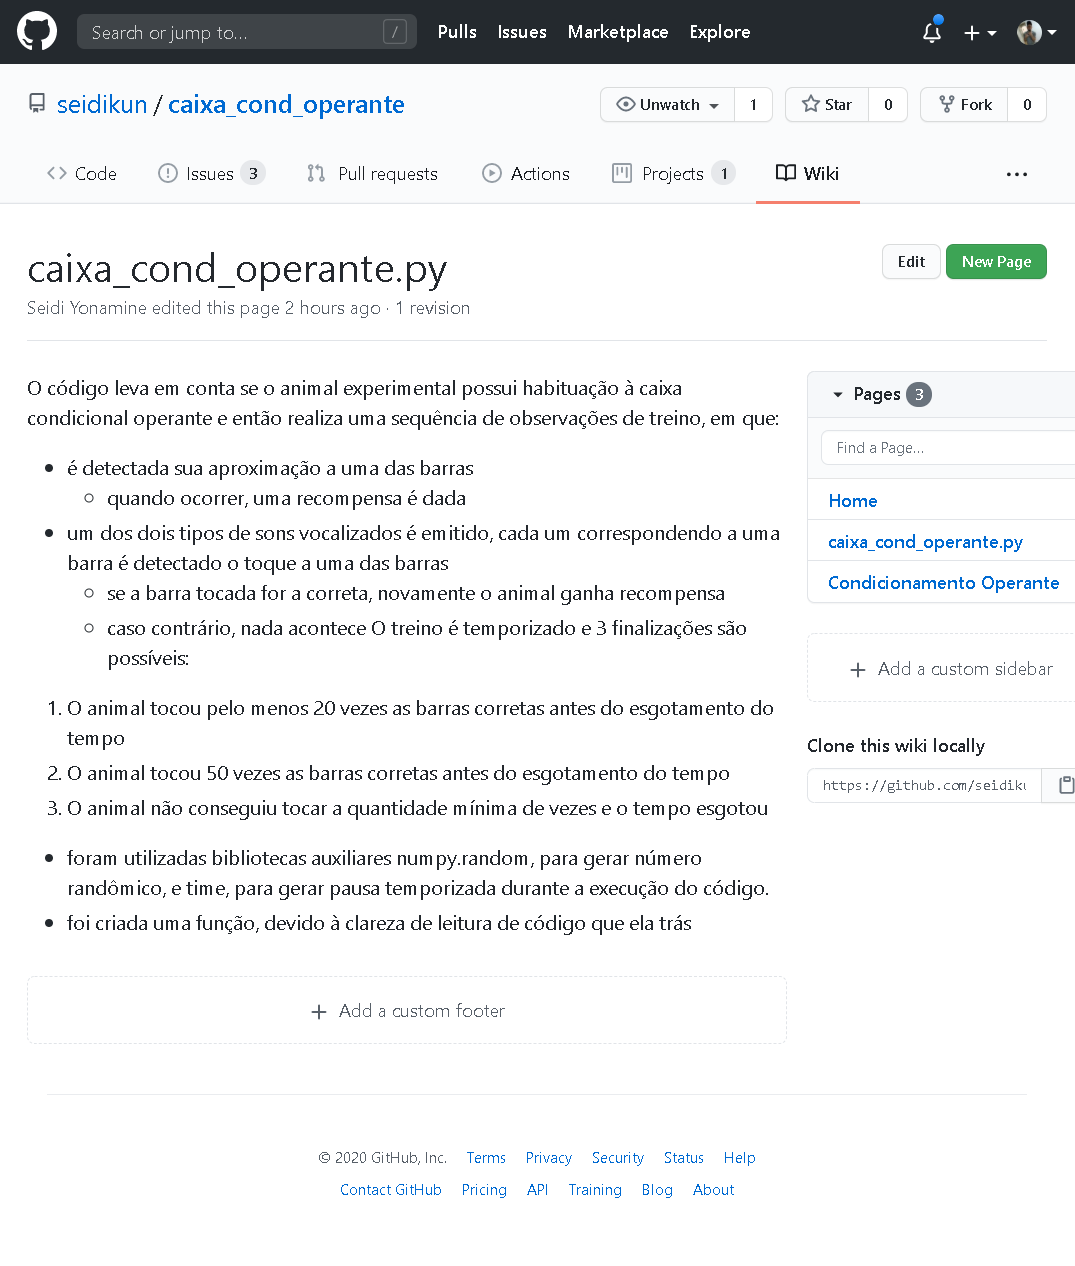 Search or jump to...
/
Pulls Issues Marketplace Explore
seidikun / caixa_cond_operante
Unwatch 1 Star 0 Fork 0
Code Issues 3 Pull requests Actions Projects 1 Wiki
caixa_cond_operante.py
Edit New Page
Seidi Yonamine edited this page 2 hours ago · 1 revision
O código leva em conta se o animal experimental possui habituação à caixa
condicional operante e então realiza uma sequência de observações de treino, em que:
• é detectada sua aproximação a uma das barras
○ quando ocorrer, uma recompensa é dada
• um dos dois tipos de sons vocalizados é emitido, cada um correspondendo a uma
barra é detectado o toque a uma das barras
○ se a barra tocada for a correta, novamente o animal ganha recompensa
○ caso contrário, nada acontece O treino é temporizado e 3 finalizações são
possíveis:
1. O animal tocou pelo menos 20 vezes as barras corretas antes do esgotamento do
tempo
2. O animal tocou 50 vezes as barras corretas antes do esgotamento do tempo
3. O animal não conseguiu tocar a quantidade mínima de vezes e o tempo esgotou
• foram utilizadas bibliotecas auxiliares numpy.random, para gerar número
randômico, e time, para gerar pausa temporizada durante a execução do código.
• foi criada uma função, devido à clareza de leitura de código que ela trás
Add a custom footer
Pages 3
Find a Page...
Home
caixa_cond_operante.py
Condicionamento Operante
Add a custom sidebar
Clone this wiki locally
https://github.com/seidiku
© 2020 GitHub, Inc. Terms Privacy Security Status Help
Contact GitHub Pricing API Training Blog About